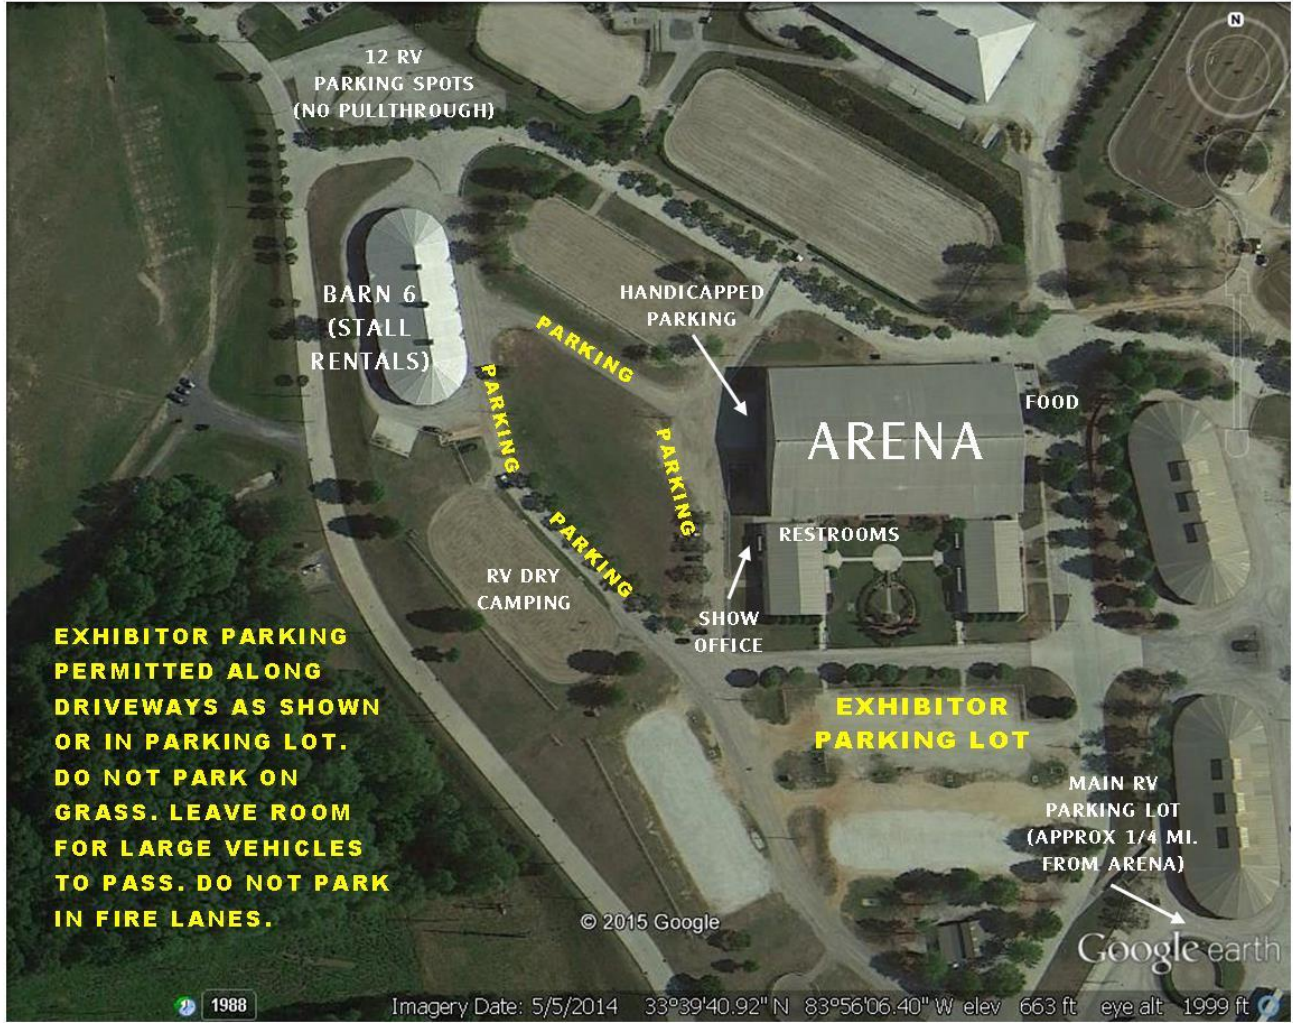 N
12 RV
PARKING SPOTS
(NO PULLTHROUGH)
HANDICAPPED
PARKING
BARN 6
(STALL
RENTALS)
PARKING
PARKING
PARKING
PARKING
FOOD
ARENA
RESTROOMS
RV DRY
CAMPING
SHOW
OFFICE
EXHIBITOR PARKING
PERMITTED ALONG
DRIVEWAYS AS SHOWN
OR IN PARKING LOT.
DO NOT PARK ON
GRASS. LEAVE ROOM
FOR LARGE VEHICLES
TO PASS. DO NOT PARK
IN FIRE LANES.
EXHIBITOR
PARKING LOT
MAIN RV
PARKING LOT
(APPROX 1/4 MI.
FROM ARENA)
© 2015 Google
Google earth
1988
Imagery Date: 5/5/2014 33°39'40.92" N 83°56'06.40" W elev 663 ft eye alt 1999 ft